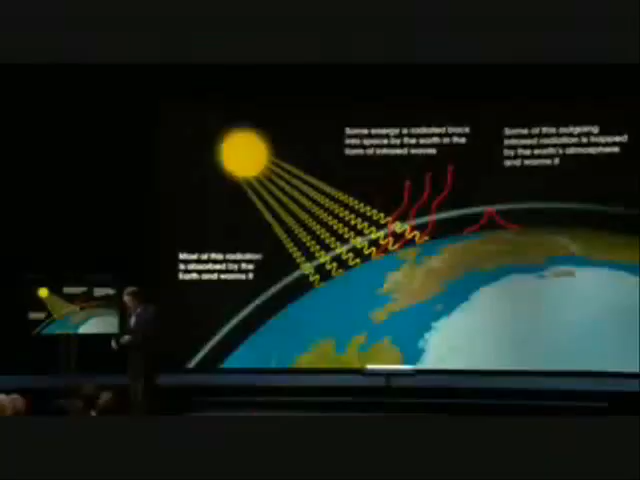 Some energy is radiated back
into space by the earth in the
form of infrared waves
Some of this outgoing
infrared radiation is trapped
by the earth's atmosphere
and warms it
Most of this radiation
is absorbed by the
Earth and warms it